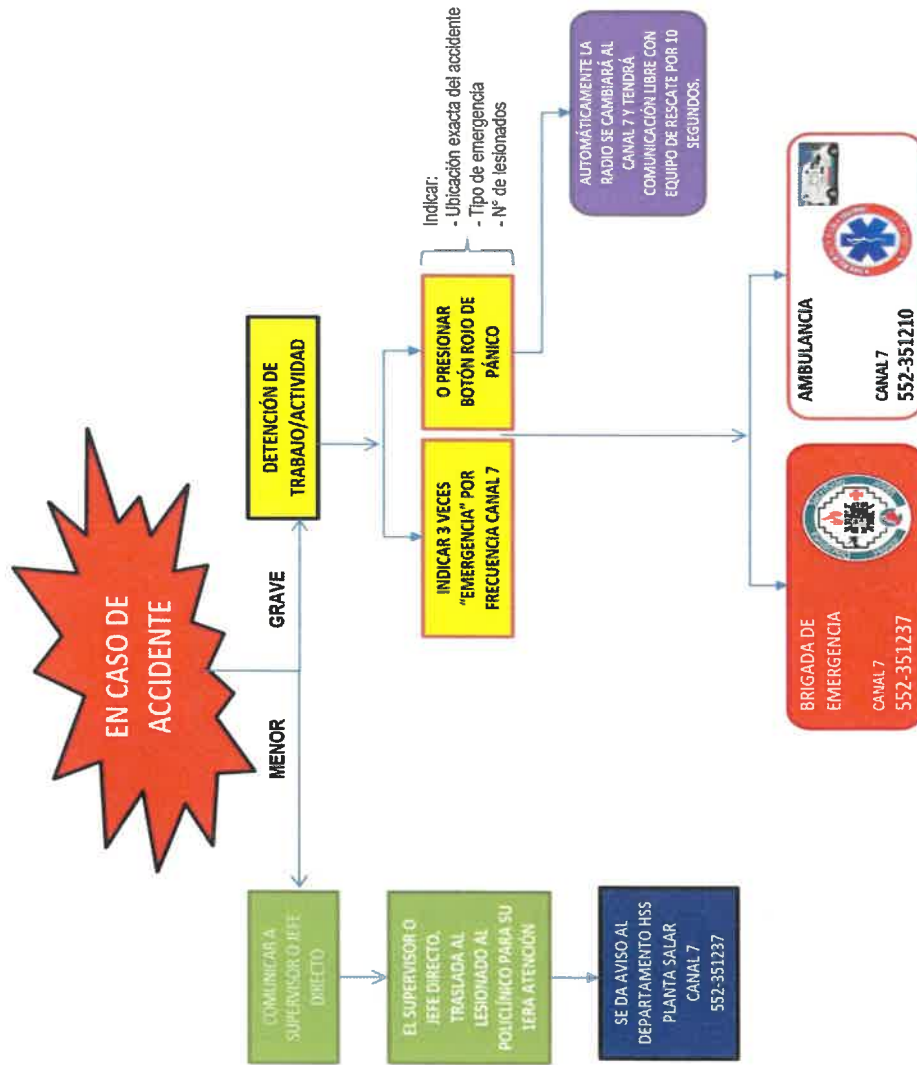 EN CASO DE
ACCIDENTE
MENOR
GRAVE
COMUNICAR A
SUPERVISOR O JEFE
DIRECTO
EL SUPERVISOR O
JEFE DIRECTO,
TRASLADA AL
LESIONADO AL
POLICLÍNICO PARA SU
1ERA ATENCIÓN
SE DA AVISO AL
DEPARTAMENTO HSS
PLANTA SALAR
CANAL 7
552-351237
DETENCIÓN DE
TRABAJO/ACTIVIDAD
INDICAR 3 VECES
"EMERGENCIA" POR
FRECUENCIA CANAL 7
O PRESIONAR
BOTÓN ROJO DE
PÁNICO
Indicar:
- Ubicación exacta del accidente
- Tipo de emergencia
- N° de lesionados
AUTOMÁTICAMENTE LA
RADIO SE CAMBIARÁ AL
CANAL 7 Y TENDRÁ
COMUNICACIÓN LIBRE CON
EQUIPO DE RESCATE POR 10
SEGUNDOS.
BRIGADA DE
EMERGENCIA
CANAL 7
552-351237
AMBULANCIA
CANAL 7
552-351210